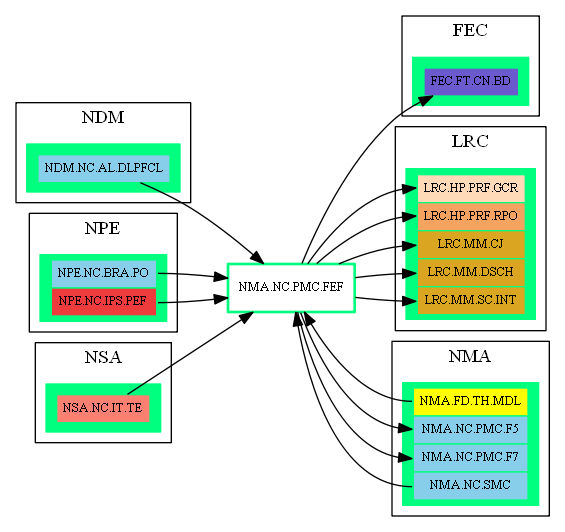 NDM
NDM.NC.AL.DLPFCL
NPE
NPE.NC.BRA.PO
NPE.NC.IPS.PEF
NSA
NSA.NC.IT.TE
NMA.NC.PMC.FEF
FEC
FEC.FT.CN.BD
LRC
LRC.HP.PRF.GCR
LRC.HP.PRF.RPO
LRC.MM.CJ
LRC.MM.DSCH
LRC.MM.SC.INT
NMA
NMA.FD.TH.MDL
NMA.NC.PMC.F5
NMA.NC.PMC.F7
NMA.NC.SMC